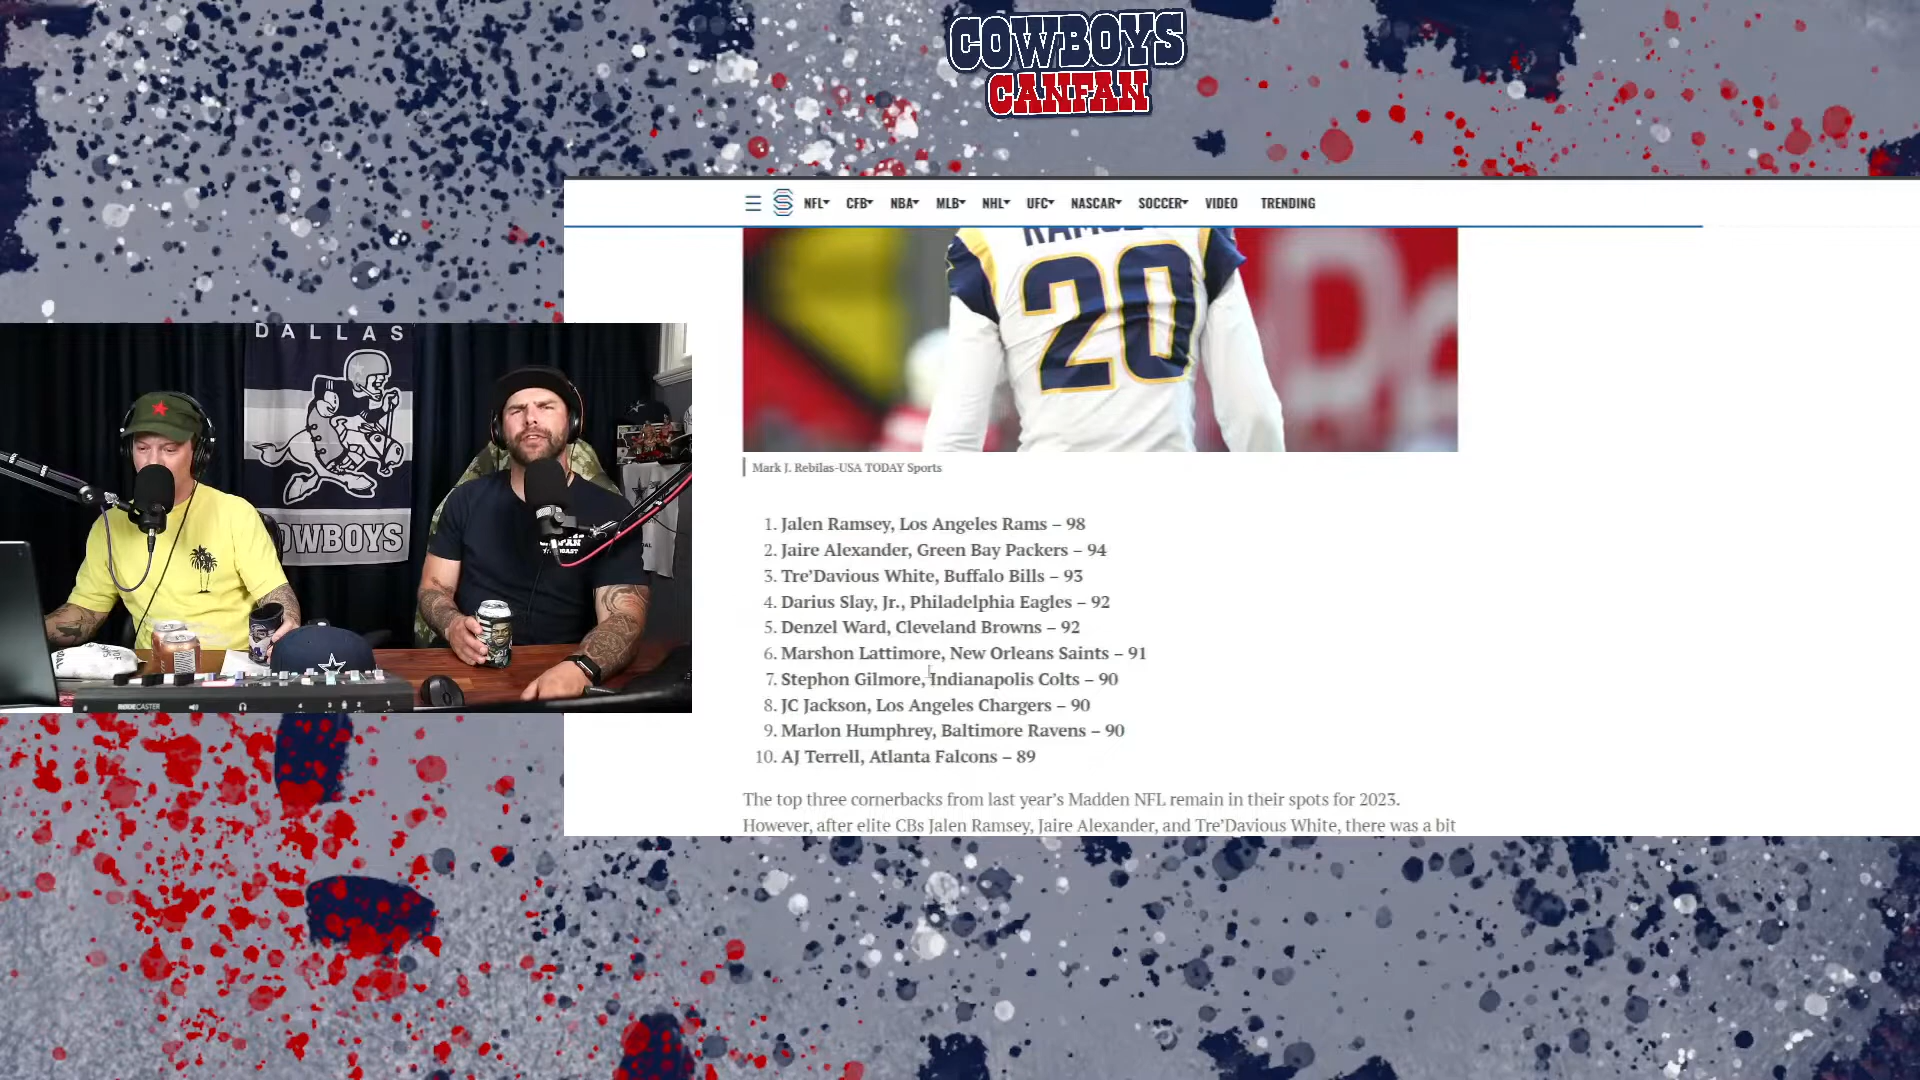 COWBOYS
CANFAN
NFL CFB NBA MLB NHL UFC NASCAR SOCCER VIDEO TRENDING
20
Mark J. Rebilas-USA TODAY Sports
1. Jalen Ramsey, Los Angeles Rams – 98
2. Jaire Alexander, Green Bay Packers – 94
3. Tre’Davious White, Buffalo Bills – 93
4. Darius Slay, Jr., Philadelphia Eagles – 92
5. Denzel Ward, Cleveland Browns – 92
6. Marshon Lattimore, New Orleans Saints – 91
7. Stephon Gilmore, Indianapolis Colts – 90
8. JC Jackson, Los Angeles Chargers – 90
9. Marlon Humphrey, Baltimore Ravens – 90
10. AJ Terrell, Atlanta Falcons – 89
The top three cornerbacks from last year’s Madden NFL remain in their spots for 2023.
However, after elite CBs Jalen Ramsey, Jaire Alexander, and Tre’Davious White, there was a bit
DALLAS
OWBOYS
RODECASTER